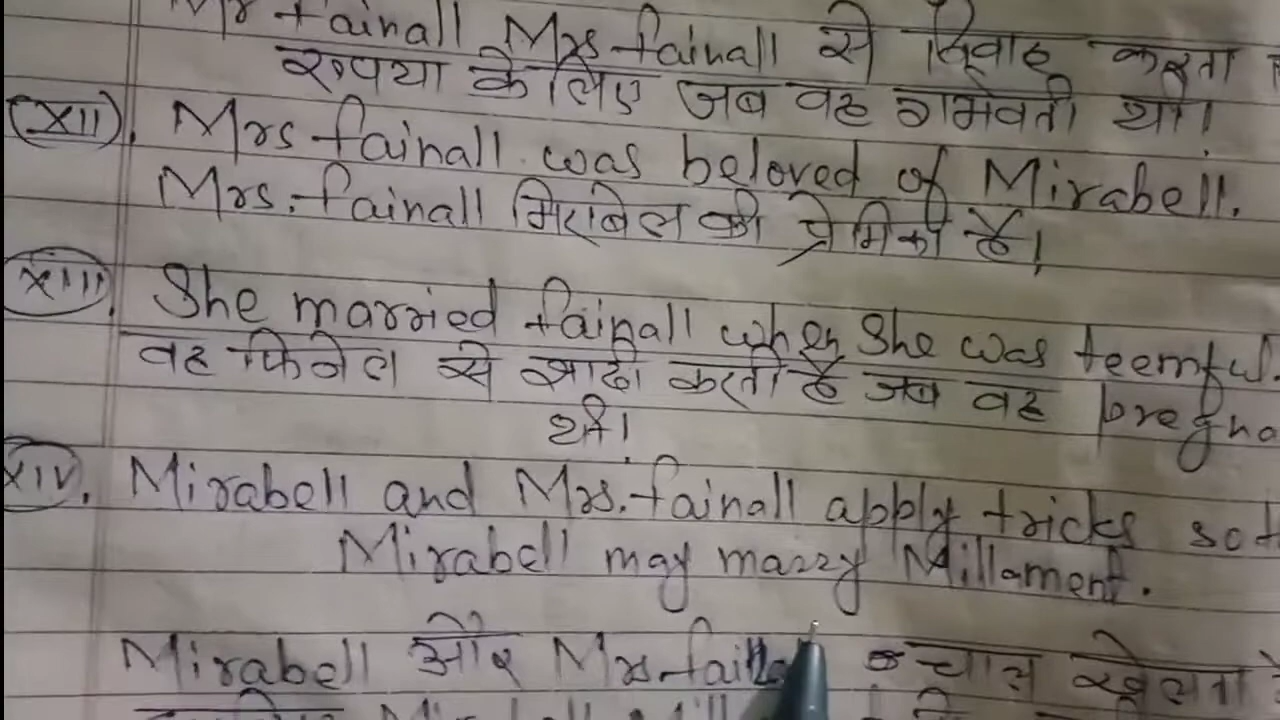 Mr fainall Mrs fainall से विवाह करता
रुपया के लिए जब वह गर्भवती थी।
(XII). Mrs fainall was beloved of Mirabell.
Mrs. fainall मिराबेल की प्रेमिका है।
XIII. She married fainall when She was teemful.
वह फिनेल से शादी करती है जब वह pregna
थी।
XIV. Mirabell and Mrs. fainall apply tricks so
Mirabell may marry Millament.
Mirabell और Mrs. चाल खेलता